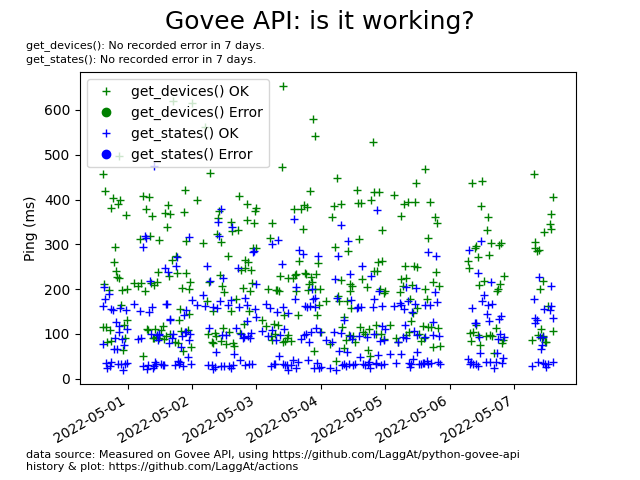 Govee API: is it working?
get_devices(): No recorded error in 7 days.
get_states(): No recorded error in 7 days.
get_devices() OK
get_devices() Error
get_states() OK
get_states() Error
Ping (ms)
600
500
400
300
200
100
0
2022-05-01
2022-05-02
2022-05-03
2022-05-04
2022-05-05
2022-05-06
2022-05-07
data source: Measured on Govee API, using https://github.com/LaggAt/python-govee-api
history & plot: https://github.com/LaggAt/actions